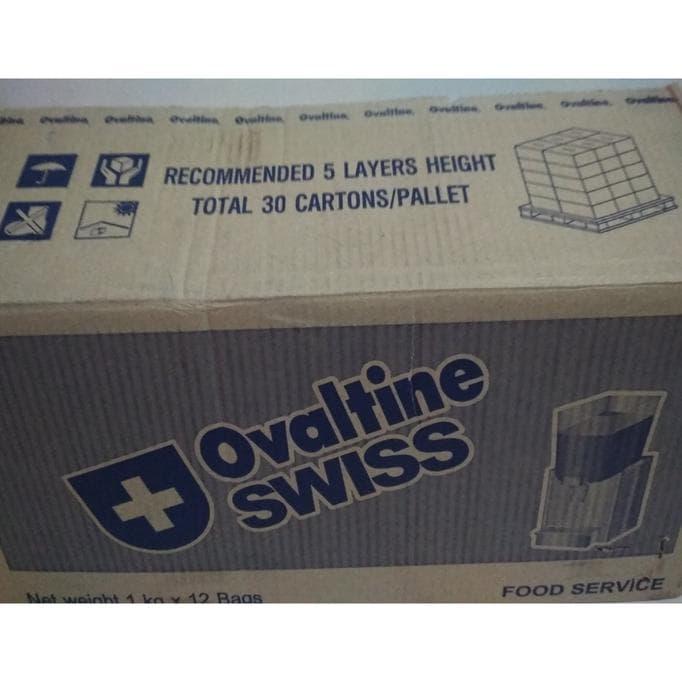 Ovaltine Ovaltine Ovaltine Ovaltine Ovaltine Ovaltine Ovaltine Ovaltine Ovaltine
RECOMMENDED 5 LAYERS HEIGHT
TOTAL 30 CARTONS/PALLET
Ovaltine
SWISS
Net weight 1 kg x 12 Bags
FOOD SERVICE